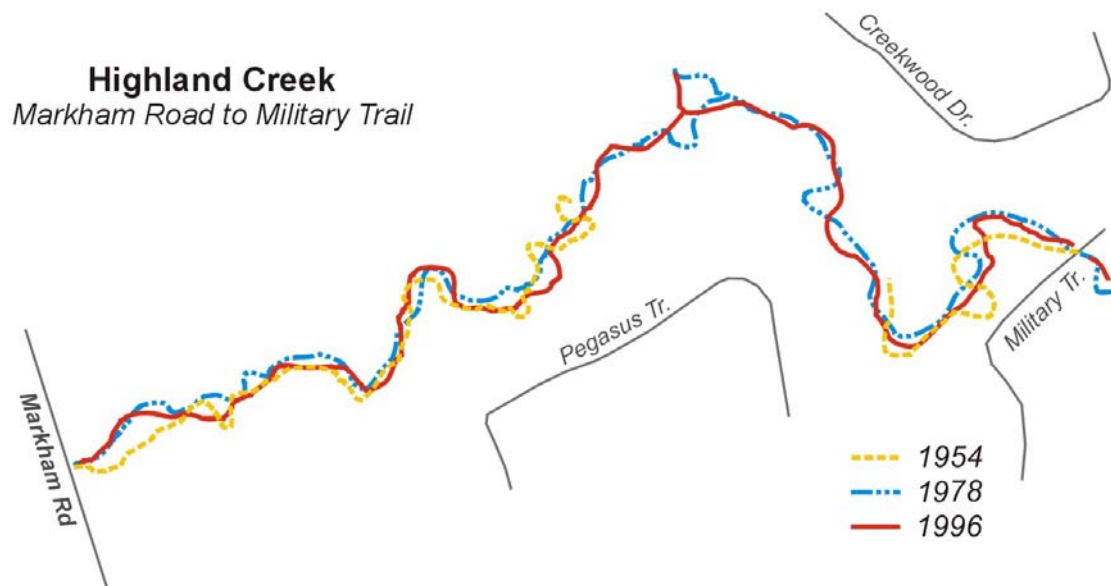 Highland Creek
Markham Road to Military Trail
Creekwood Dr.
Pegasus Tr.
Military Tr.
Markham Rd
1954
1978
1996